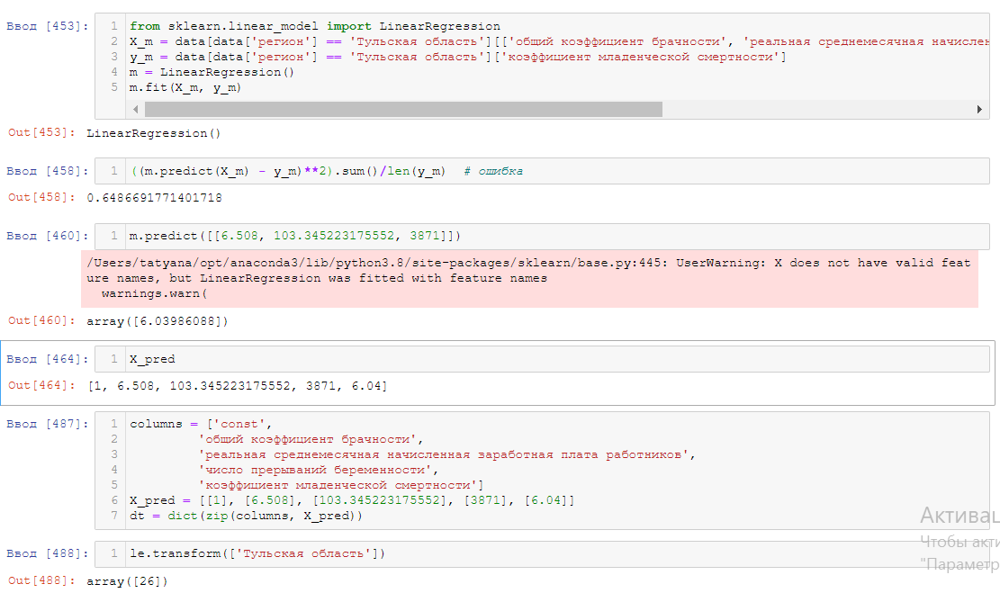 Ввод [453]:
1 from sklearn.linear_model import LinearRegression
2 X_m = data[data['регион'] == 'Тульская область'][['общий коэффициент брачности', 'реальная среднемесячная начислен
3 y_m = data[data['регион'] == 'Тульская область']['коэффициент младенческой смертности']
4 m = LinearRegression()
5 m.fit(X_m, y_m)
Out[453]: LinearRegression()
Ввод [458]: 1 ((m.predict(X_m) - y_m)**2).sum()/len(y_m) # ошибка
Out[458]: 0.6486691771401718
Ввод [460]: 1 m.predict([[6.508, 103.345223175552, 3871]])
/Users/tatyana/opt/anaconda3/lib/python3.8/site-packages/sklearn/base.py:445: UserWarning: X does not have valid feat
ure names, but LinearRegression was fitted with feature names
warnings.warn(
Out[460]: array([6.03986088])
Ввод [464]: 1 X_pred
Out[464]: [1, 6.508, 103.345223175552, 3871, 6.04]
Ввод [487]:
1 columns = ['const',
2 'общий коэффициент брачности',
3 'реальная среднемесячная начисленная заработная плата работников',
4 'число прерываний беременности',
5 'коэффициент младенческой смертности']
6 X_pred = [[1], [6.508], [103.345223175552], [3871], [6.04]]
7 dt = dict(zip(columns, X_pred))
Активац
Чтобы акти
"Параметр
Ввод [488]: 1 le.transform(['Тульская область'])
Out[488]: array([26])